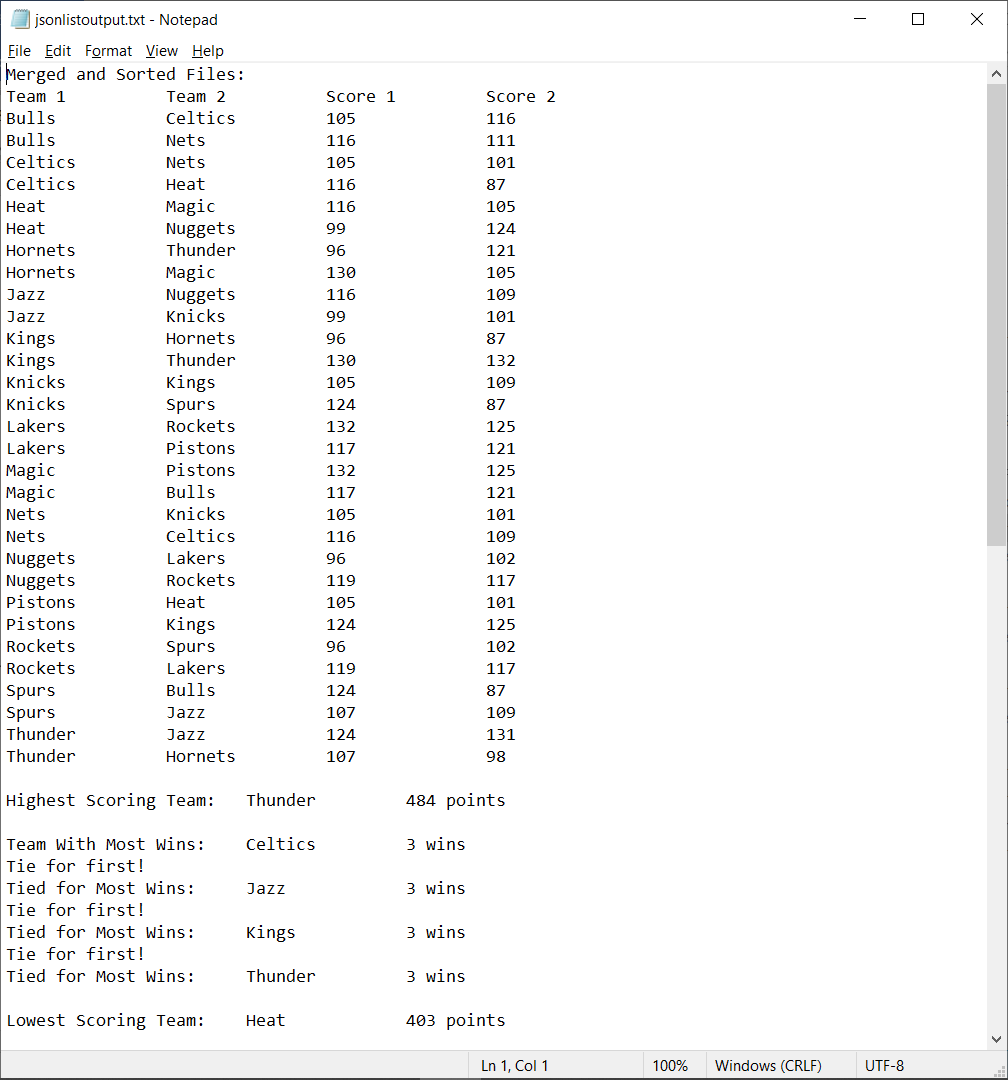 jsonlistoutput.txt - Notepad
File Edit Format View Help
Merged and Sorted Files:
Team 1 Team 2 Score 1 Score 2
Bulls Celtics 105 116
Bulls Nets 116 111
Celtics Nets 105 101
Celtics Heat 116 87
Heat Magic 116 105
Heat Nuggets 99 124
Hornets Thunder 96 121
Hornets Magic 130 105
Jazz Nuggets 116 109
Jazz Knicks 99 101
Kings Hornets 96 87
Kings Thunder 130 132
Knicks Kings 105 109
Knicks Spurs 124 87
Lakers Rockets 132 125
Lakers Pistons 117 121
Magic Pistons 132 125
Magic Bulls 117 121
Nets Knicks 105 101
Nets Celtics 116 109
Nuggets Lakers 96 102
Nuggets Rockets 119 117
Pistons Heat 105 101
Pistons Kings 124 125
Rockets Spurs 96 102
Rockets Lakers 119 117
Spurs Bulls 124 87
Spurs Jazz 107 109
Thunder Jazz 124 131
Thunder Hornets 107 98
Highest Scoring Team: Thunder 484 points
Team With Most Wins: Celtics 3 wins
Tie for first!
Tied for Most Wins: Jazz 3 wins
Tie for first!
Tied for Most Wins: Kings 3 wins
Tie for first!
Tied for Most Wins: Thunder 3 wins
Lowest Scoring Team: Heat 403 points
Ln 1, Col 1 100% Windows (CRLF) UTF-8